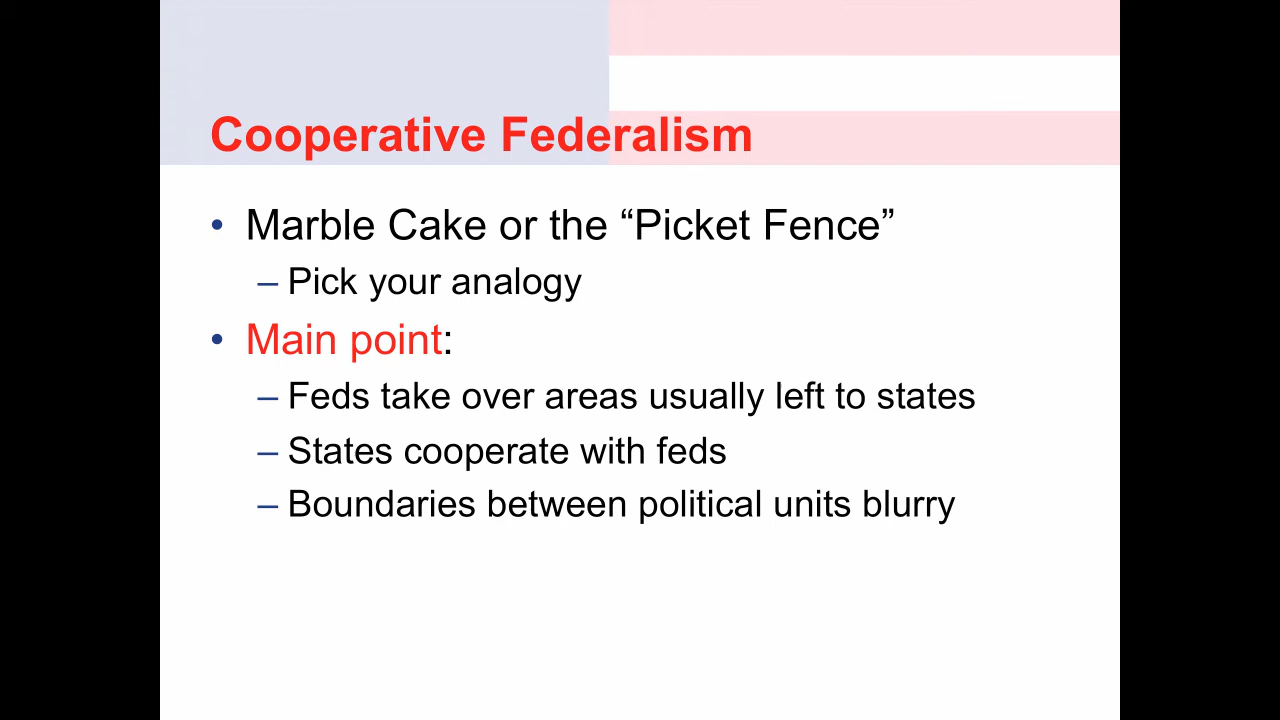 Cooperative Federalism
• Marble Cake or the “Picket Fence”
– Pick your analogy
• Main point:
– Feds take over areas usually left to states
– States cooperate with feds
– Boundaries between political units blurry